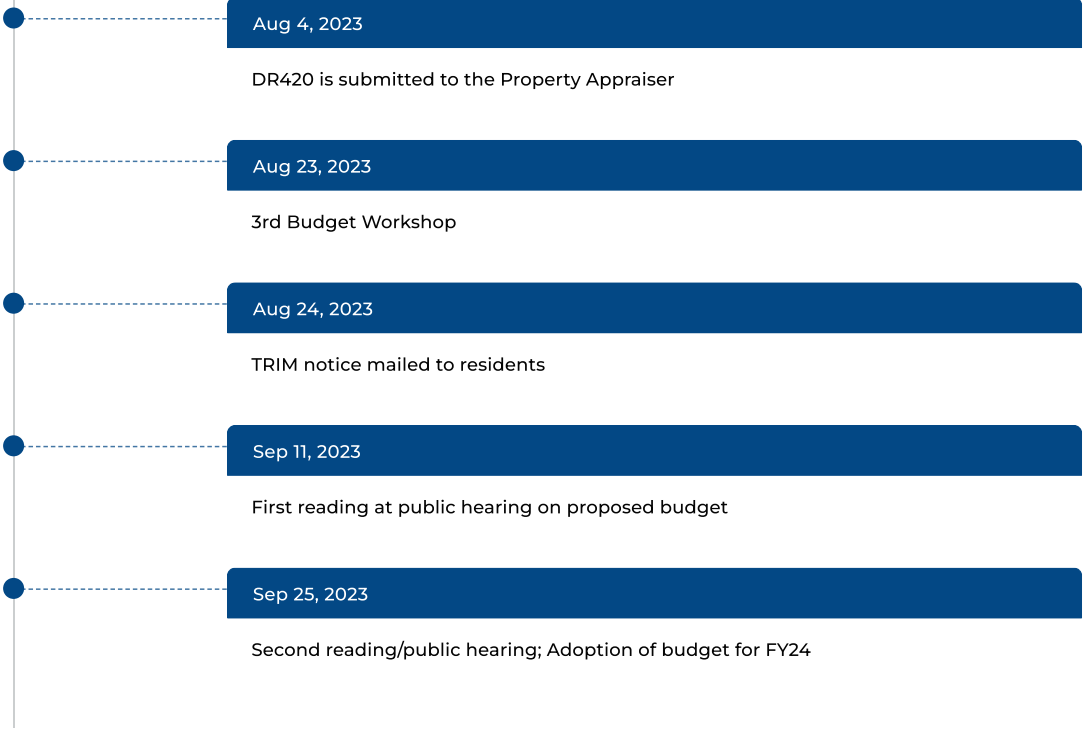 Aug 4, 2023
DR420 is submitted to the Property Appraiser
Aug 23, 2023
3rd Budget Workshop
Aug 24, 2023
TRIM notice mailed to residents
Sep 11, 2023
First reading at public hearing on proposed budget
Sep 25, 2023
Second reading/public hearing; Adoption of budget for FY24